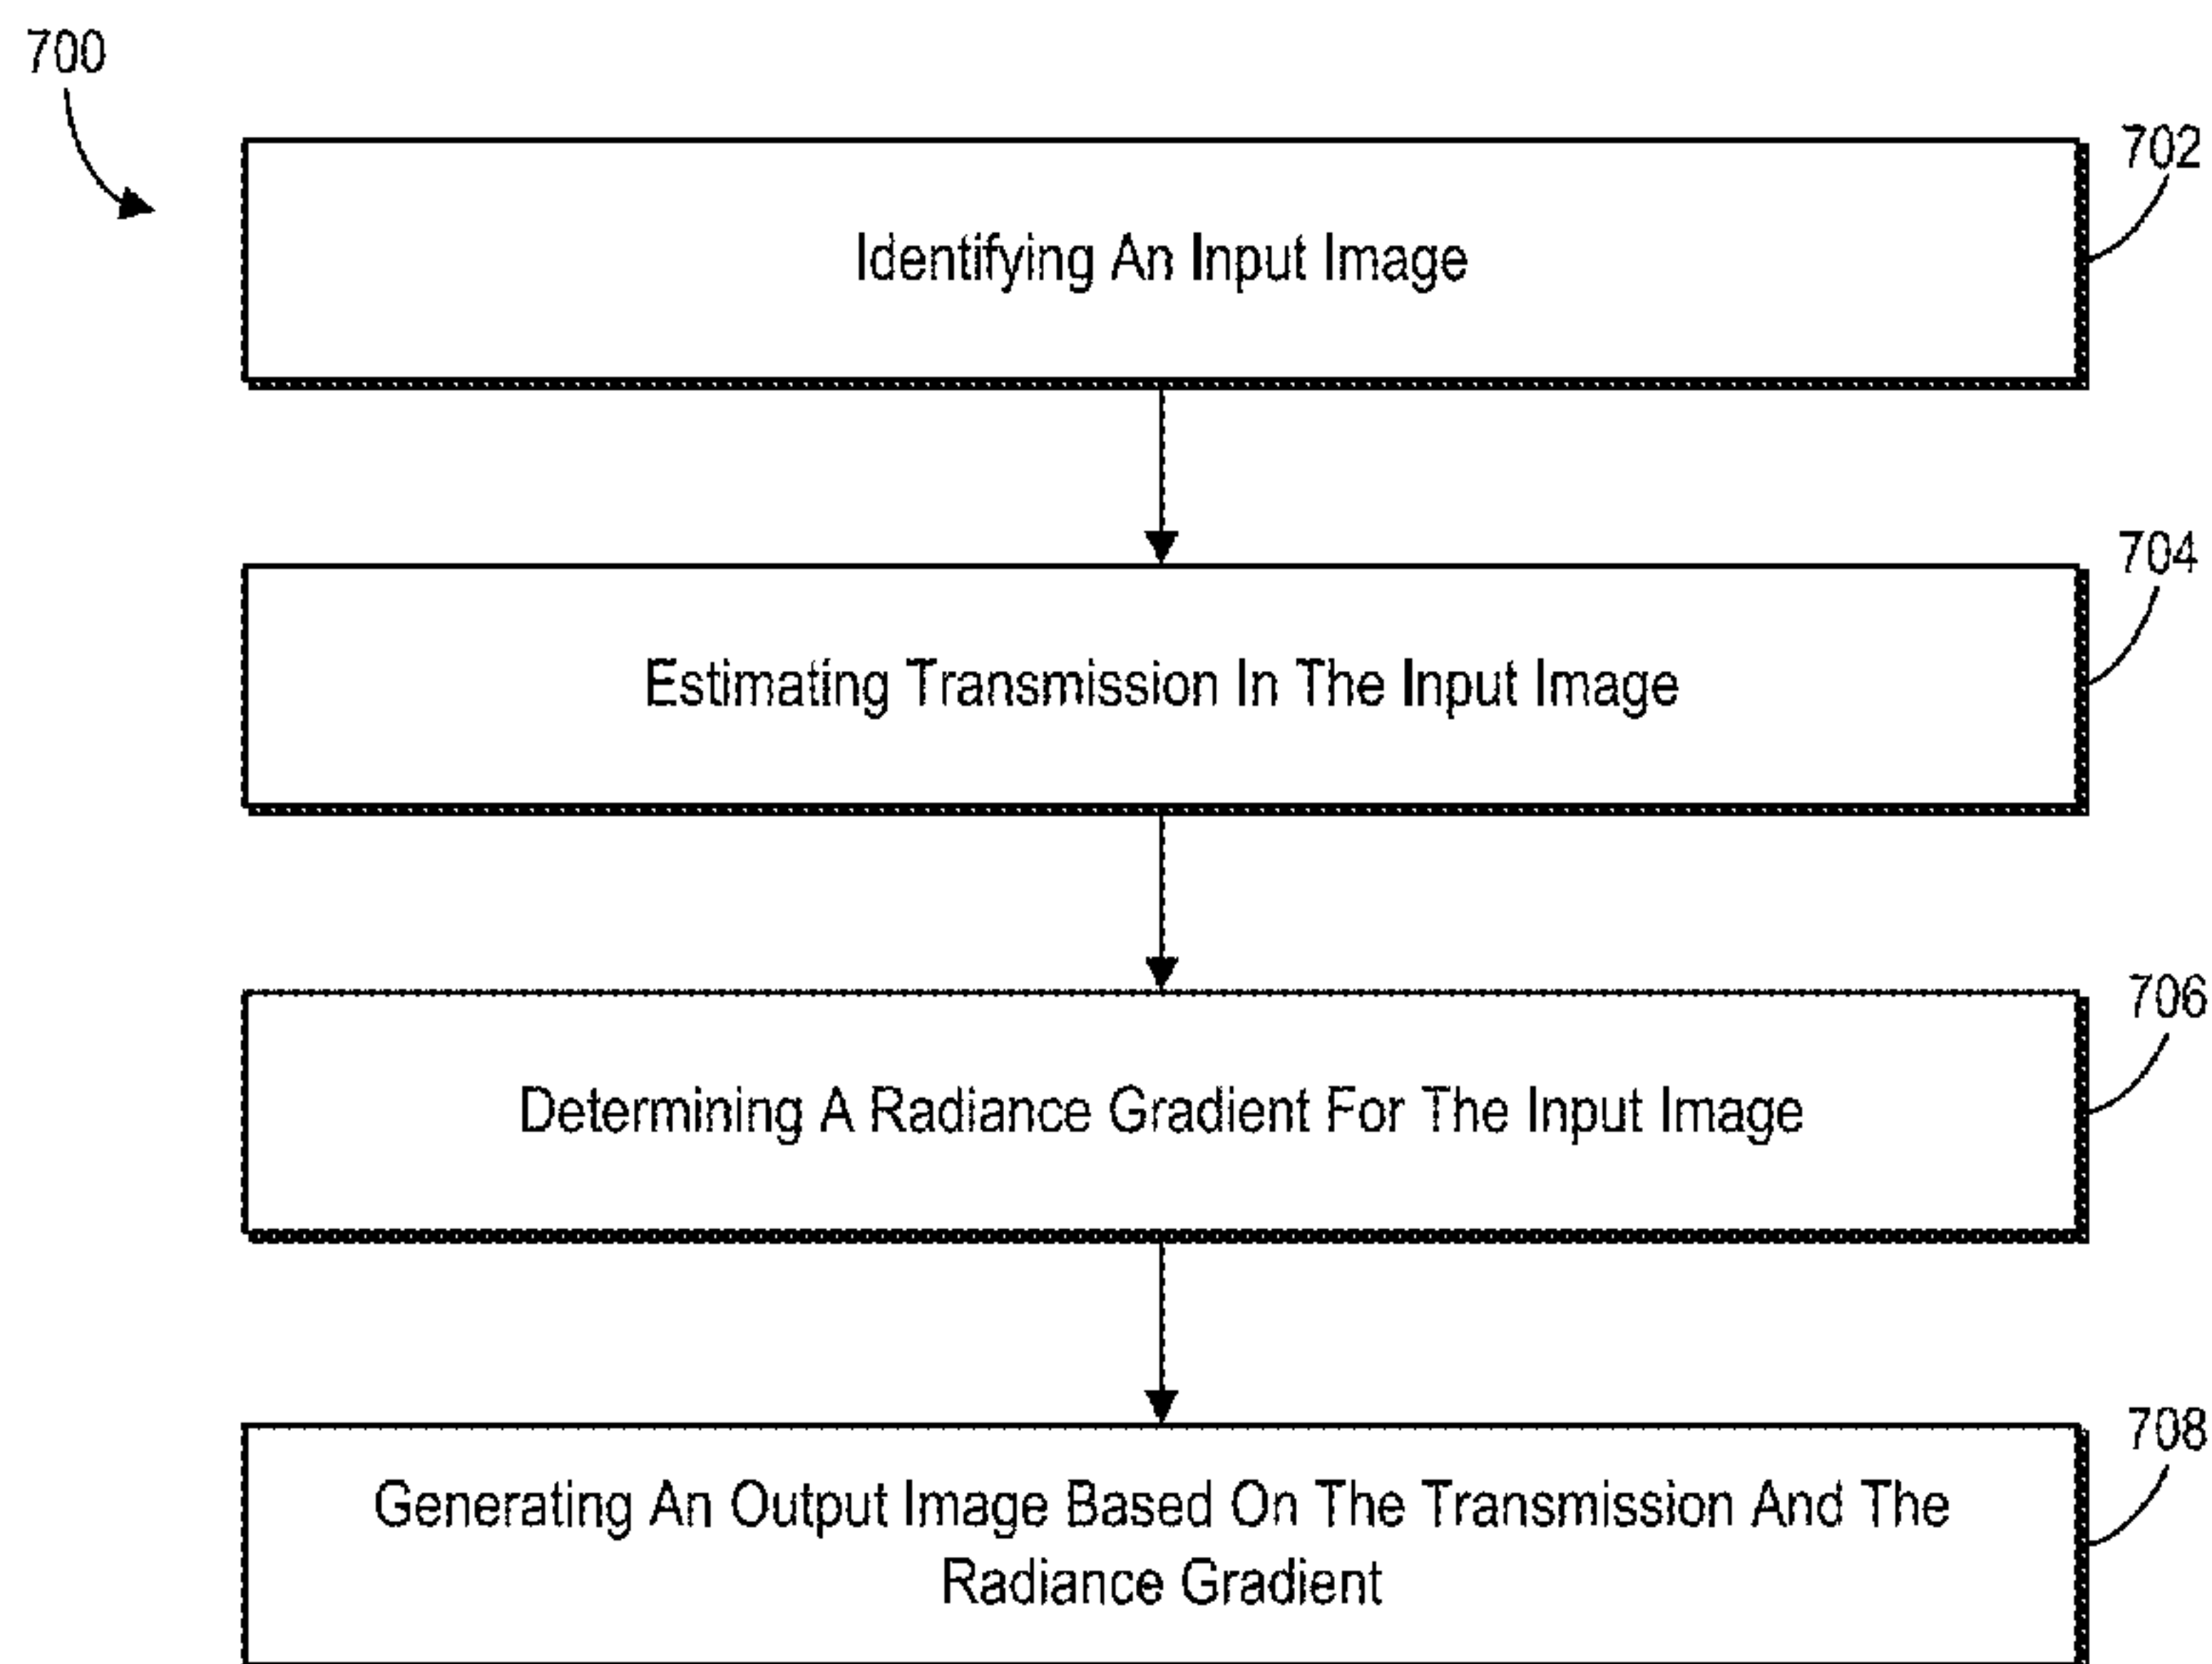 700
702
Identifying An Input Image
704
Estimating Transmission In The Input Image
706
Determining A Radiance Gradient For The Input Image
708
Generating An Output Image Based On The Transmission And The
Radiance Gradient